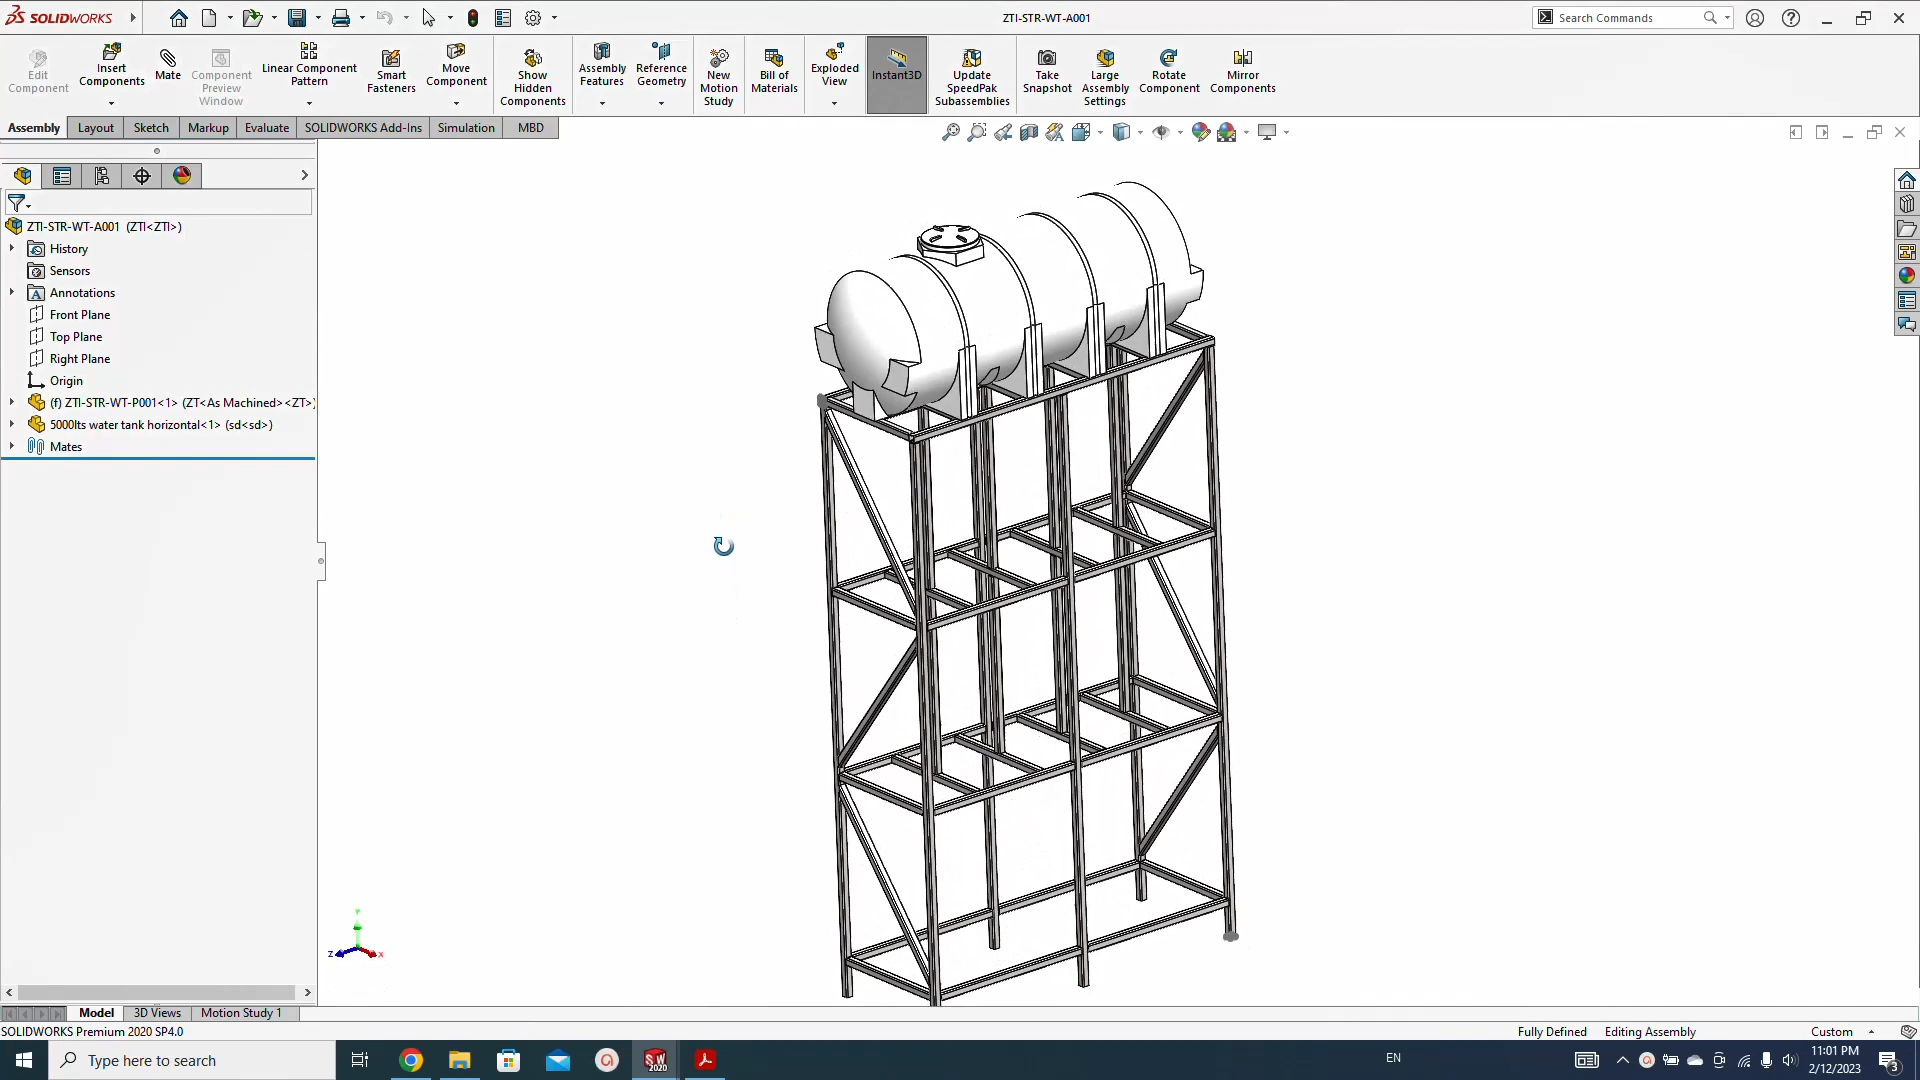 SOLIDWORKS
ZTI-STR-WT-A001
Search Commands
Edit
Component
Insert
Components
Mate
Component
Preview
Window
Linear Component
Pattern
Smart
Fasteners
Move
Component
Show
Hidden
Components
Assembly
Features
Reference
Geometry
New
Motion
Study
Bill of
Materials
Exploded
View
Instant3D
Update
SpeedPak
Subassemblies
Take
Snapshot
Large
Assembly
Settings
Rotate
Component
Mirror
Components
Assembly
Layout
Sketch
Markup
Evaluate
SOLIDWORKS Add-Ins
Simulation
MBD
ZTI-STR-WT-A001 (ZTI<ZTI>)
History
Sensors
Annotations
Front Plane
Top Plane
Right Plane
Origin
(f) ZTI-STR-WT-P001<1> (ZT<As Machined><ZT>)
5000lts water tank horizontal<1> (sd<sd>)
Mates
Y
Z
X
Model
3D Views
Motion Study 1
SOLIDWORKS Premium 2020 SP4.0
Fully Defined
Editing Assembly
Custom
Type here to search
SW
2020
EN
11:01 PM
2/12/2023
3